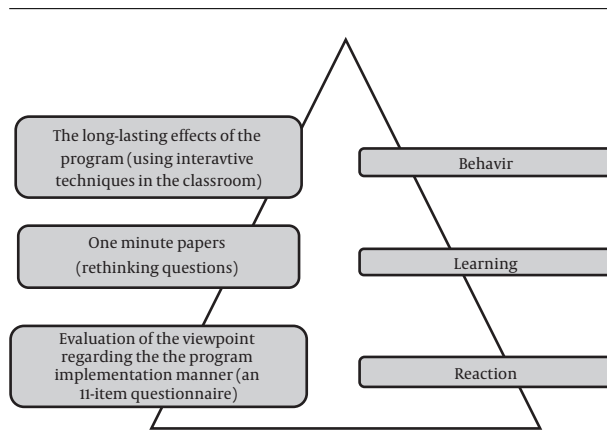 The long-lasting effects of the
program (using interavtive
techniques in the classroom)
Behavir
One minute papers
(rethinking questions)
Learning
Evaluation of the viewpoint
regarding the the program
implementation manner (an
11-item questionnaire)
Reaction